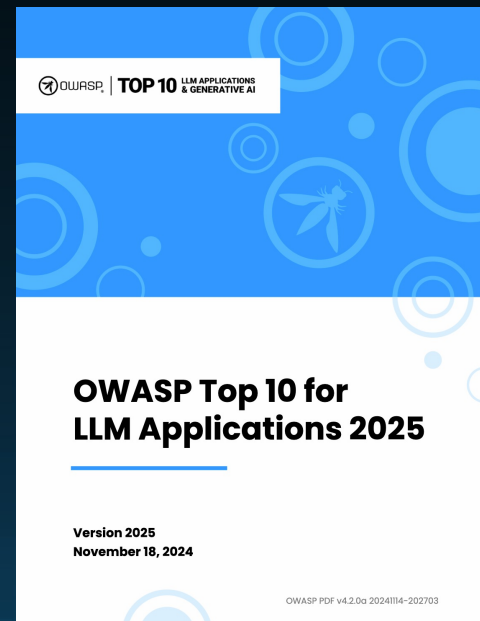 OWASP® TOP 10 LLM APPLICATIONS
& GENERATIVE AI
OWASP Top 10 for
LLM Applications 2025
Version 2025
November 18, 2024
OWASP PDF v4.2.0a 20241114-202703